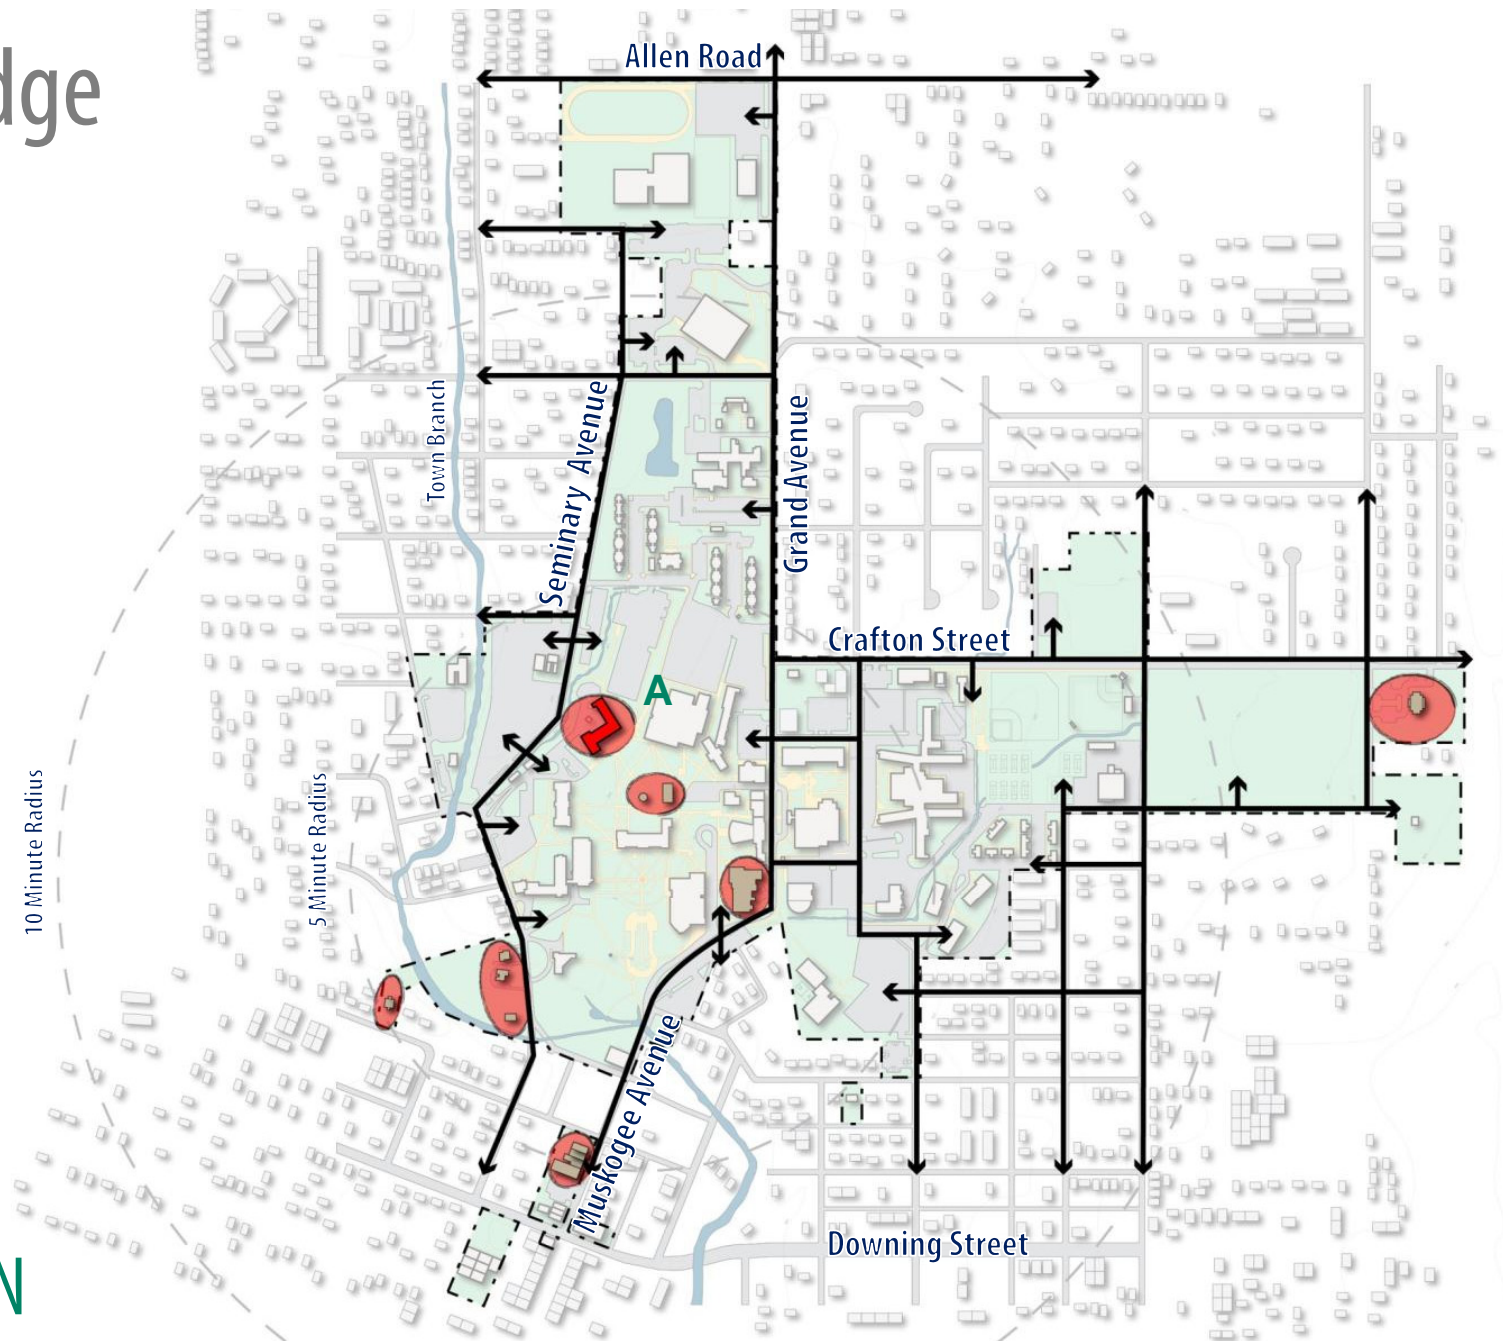 dge
Allen Road
Town Branch
Seminary Avenue
Grand Avenue
Crafton Street
A
10 Minute Radius
5 Minute Radius
Muskogee Avenue
Downing Street
N